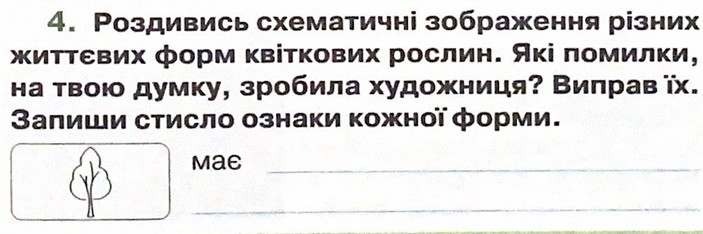 4. Роздивись схематичні зображення різних
життєвих форм квіткових рослин. Які помилки,
на твою думку, зробила художниця? Виправ їх.
Запиши стисло ознаки кожної форми.
має